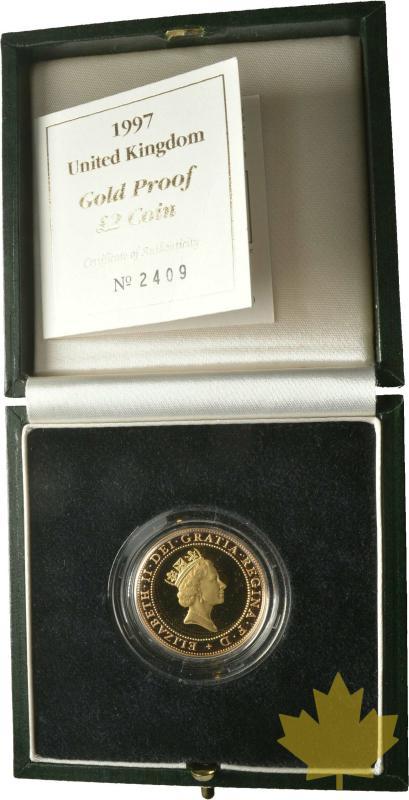 1997
United Kingdom
Gold Proof
£2 Coin
Certificate of Authenticity
Nº 2409
ELIZABETH·II·DEI·GRATIA·REGINA·F·D·